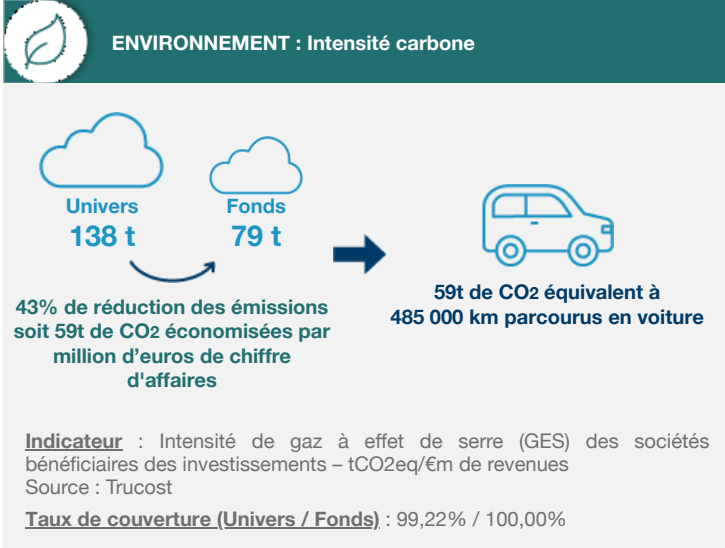 ENVIRONNEMENT : Intensité carbone
Univers
138 t
Fonds
79 t
43% de réduction des émissions
soit 59t de CO2 économisées par
million d'euros de chiffre
d'affaires
59t de CO2 équivalent à
485 000 km parcourus en voiture
Indicateur : Intensité de gaz à effet de serre (GES) des sociétés
bénéficiaires des investissements – tCO2eq/€m de revenues
Source : Trucost
Taux de couverture (Univers / Fonds) : 99,22% / 100,00%